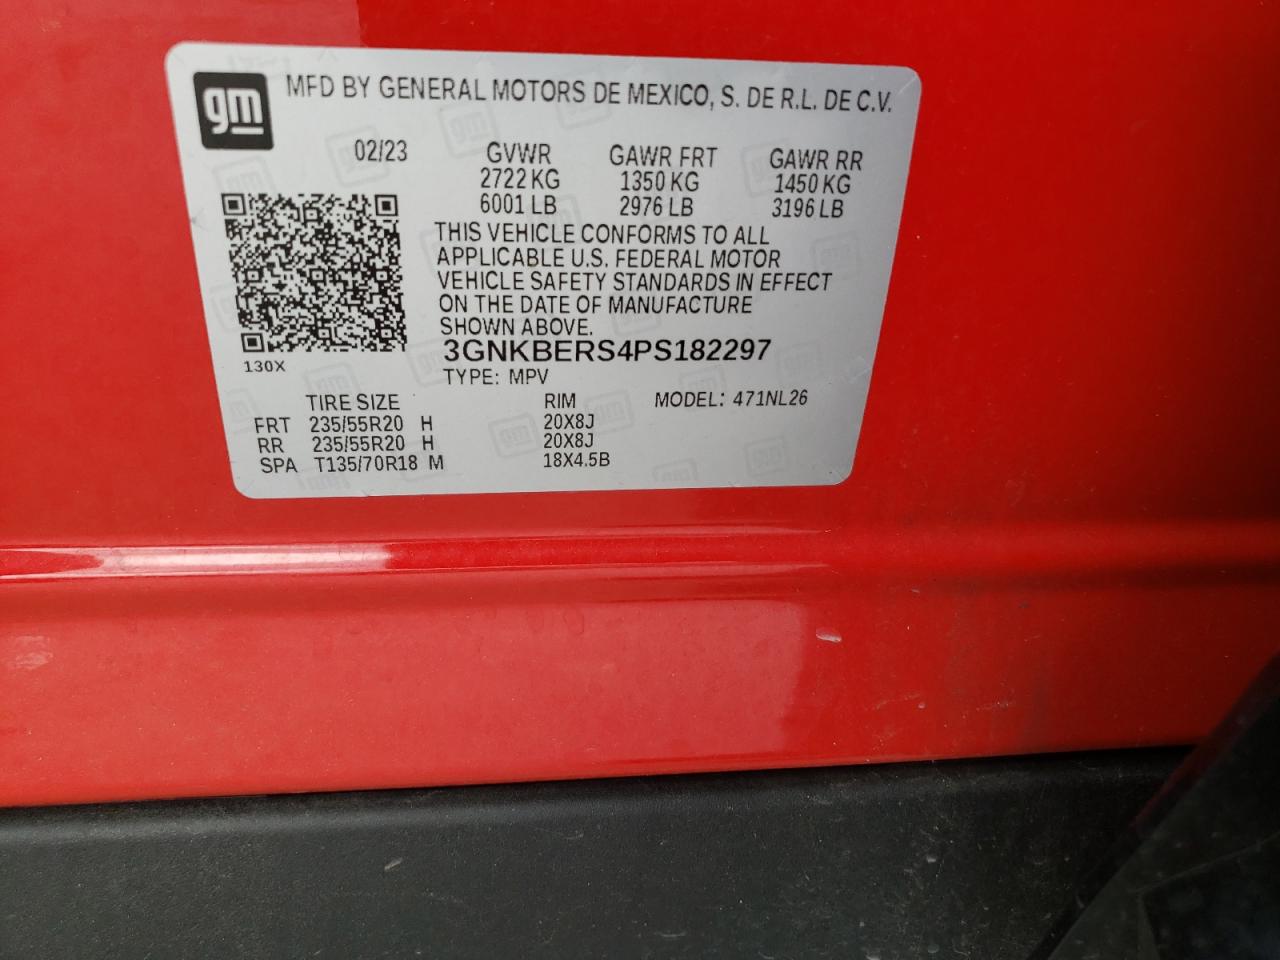 gm
MFD BY GENERAL MOTORS DE MEXICO, S. DE R.L. DE C.V.
02/23 GVWR GAWR FRT GAWR RR
2722 KG 1350 KG 1450 KG
6001 LB 2976 LB 3196 LB
THIS VEHICLE CONFORMS TO ALL
APPLICABLE U.S. FEDERAL MOTOR
VEHICLE SAFETY STANDARDS IN EFFECT
ON THE DATE OF MANUFACTURE
SHOWN ABOVE.
3GNKBERS4PS182297
130X
TYPE: MPV
TIRE SIZE RIM MODEL: 471NL26
FRT 235/55R20 H 20X8J
RR 235/55R20 H 20X8J
SPA T135/70R18 M 18X4.5B